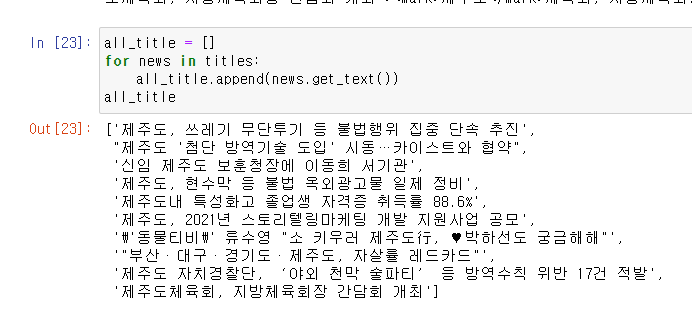 In [23]:
all_title = []
for news in titles:
    all_title.append(news.get_text())
all_title
Out[23]:
['제주도, 쓰레기 무단투기 등 불법행위 집중 단속 추진',
"제주도 '첨단 방역기술 도입' 시동…카이스트와 협약",
'신임 제주도 보훈청장에 이동희 서기관',
'제주도, 현수막 등 불법 옥외광고물 일제 정비',
'제주도내 특성화고 졸업생 자격증 취득률 88.6%',
'제주도, 2021년 스토리텔링마케팅 개발 지원사업 공모',
'₩'동물티비₩' 류수영 "소 키우러 제주도行, ♥박하선도 궁금해해"',
'"부산·대구·경기도·제주도, 자살률 레드카드"',
'제주도 자치경찰단, ‘야외 천막 술파티’ 등 방역수칙 위반 17건 적발',
'제주도체육회, 지방체육회장 간담회 개최']